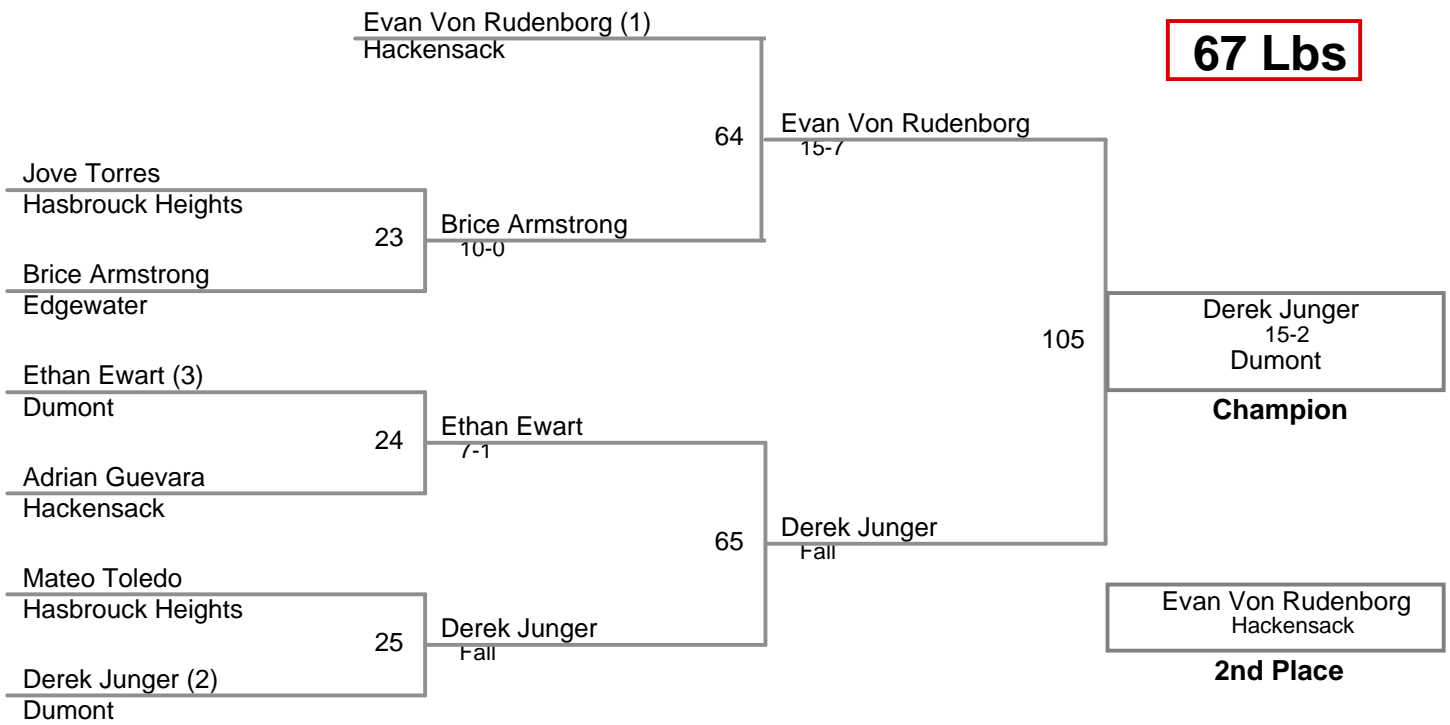 Evan Von Rudenborg (1)
Hackensack
67 Lbs
64
Evan Von Rudenborg
15-7
Jove Torres
Hasbrouck Heights
23
Brice Armstrong
10-0
Brice Armstrong
Edgewater
105
Derek Junger
15-2
Dumont
Champion
Ethan Ewart (3)
Dumont
24
Ethan Ewart
7-1
Adrian Guevara
Hackensack
65
Derek Junger
Fall
Mateo Toledo
Hasbrouck Heights
25
Derek Junger
Fall
Derek Junger (2)
Dumont
Evan Von Rudenborg
Hackensack
2nd Place